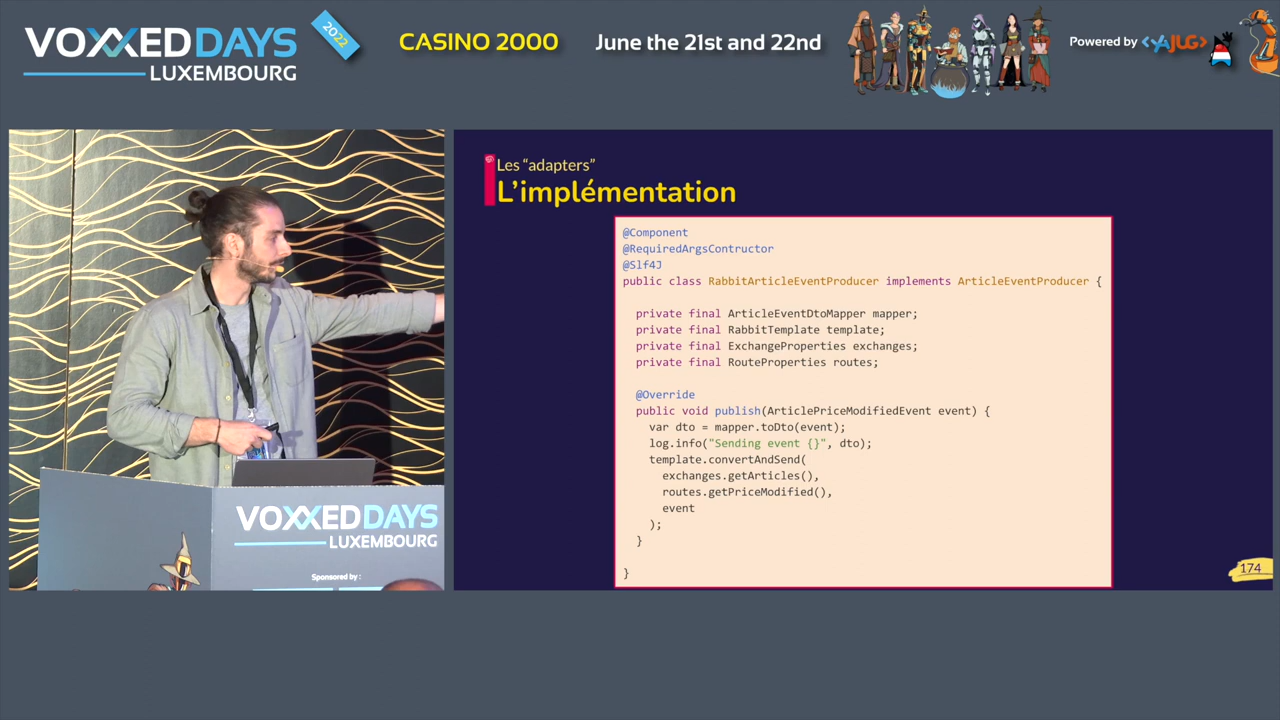 VOXXED DAYS
LUXEMBOURG
2022
CASINO 2000
June the 21st and 22nd
Powered by <YAJUG>
Les “adapters”
L’implémentation
@Component
@RequiredArgsContructor
@Slf4J
public class RabbitArticleEventProducer implements ArticleEventProducer {
private final ArticleEventDtoMapper mapper;
private final RabbitTemplate template;
private final ExchangeProperties exchanges;
private final RouteProperties routes;
@Override
public void publish(ArticlePriceModifiedEvent event) {
var dto = mapper.toDto(event);
log.info("Sending event {}", dto);
template.convertAndSend(
exchanges.getArticles(),
routes.getPriceModified(),
event
);
}
}
174
VOXXED DAYS
LUXEMBOURG
Sponsored by :